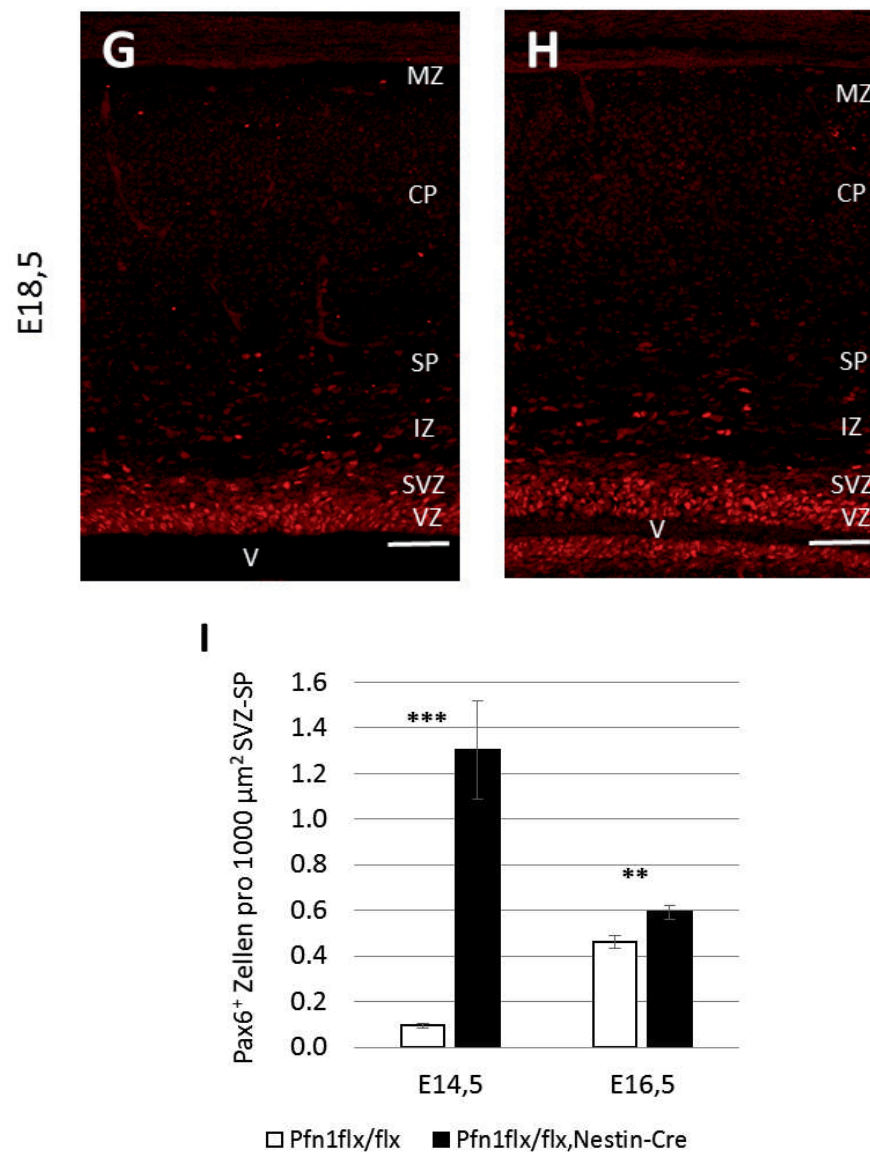 G
H
E18,5
MZ
CP
SP
IZ
SVZ
VZ
V
MZ
CP
SP
IZ
SVZ
VZ
V
I
Pax6⁺ Zellen pro 1000 µm² SVZ-SP
1.6
1.4
1.2
1.0
0.8
0.6
0.4
0.2
0.0
***
**
E14,5
E16,5
Pfn1flx/flx
Pfn1flx/flx,Nestin-Cre